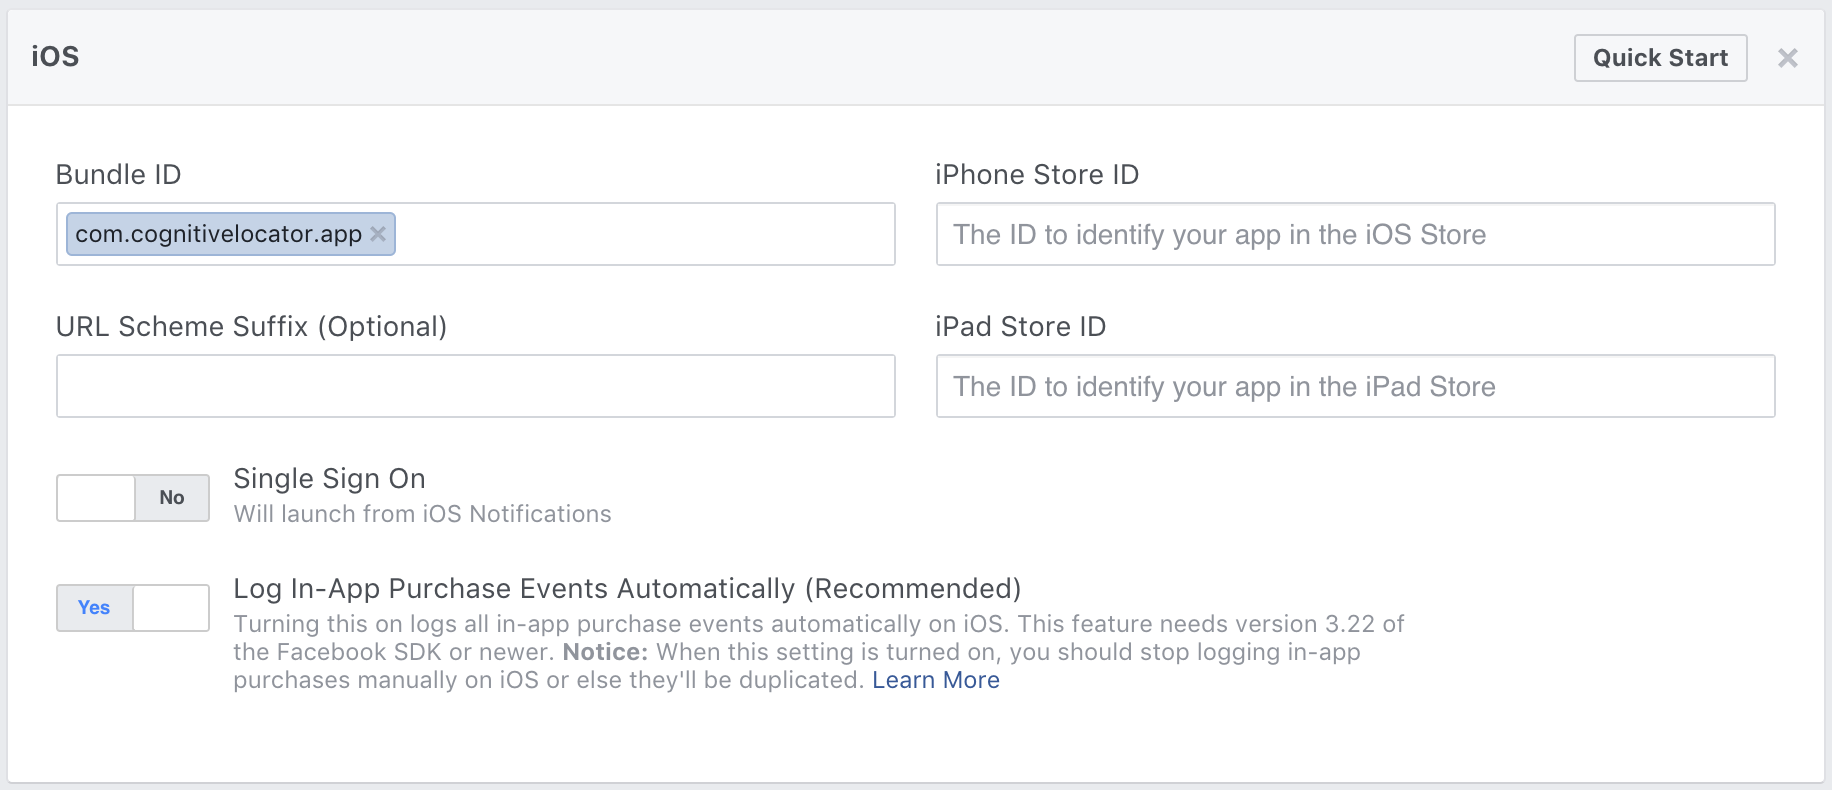 iOS
Quick Start
Bundle ID
iPhone Store ID
com.cognitivelocator.app
The ID to identify your app in the iOS Store
URL Scheme Suffix (Optional)
iPad Store ID
The ID to identify your app in the iPad Store
No
Single Sign On
Will launch from iOS Notifications
Yes
Log In-App Purchase Events Automatically (Recommended)
Turning this on logs all in-app purchase events automatically on iOS. This feature needs version 3.22 of
the Facebook SDK or newer. Notice: When this setting is turned on, you should stop logging in-app
purchases manually on iOS or else they'll be duplicated. Learn More